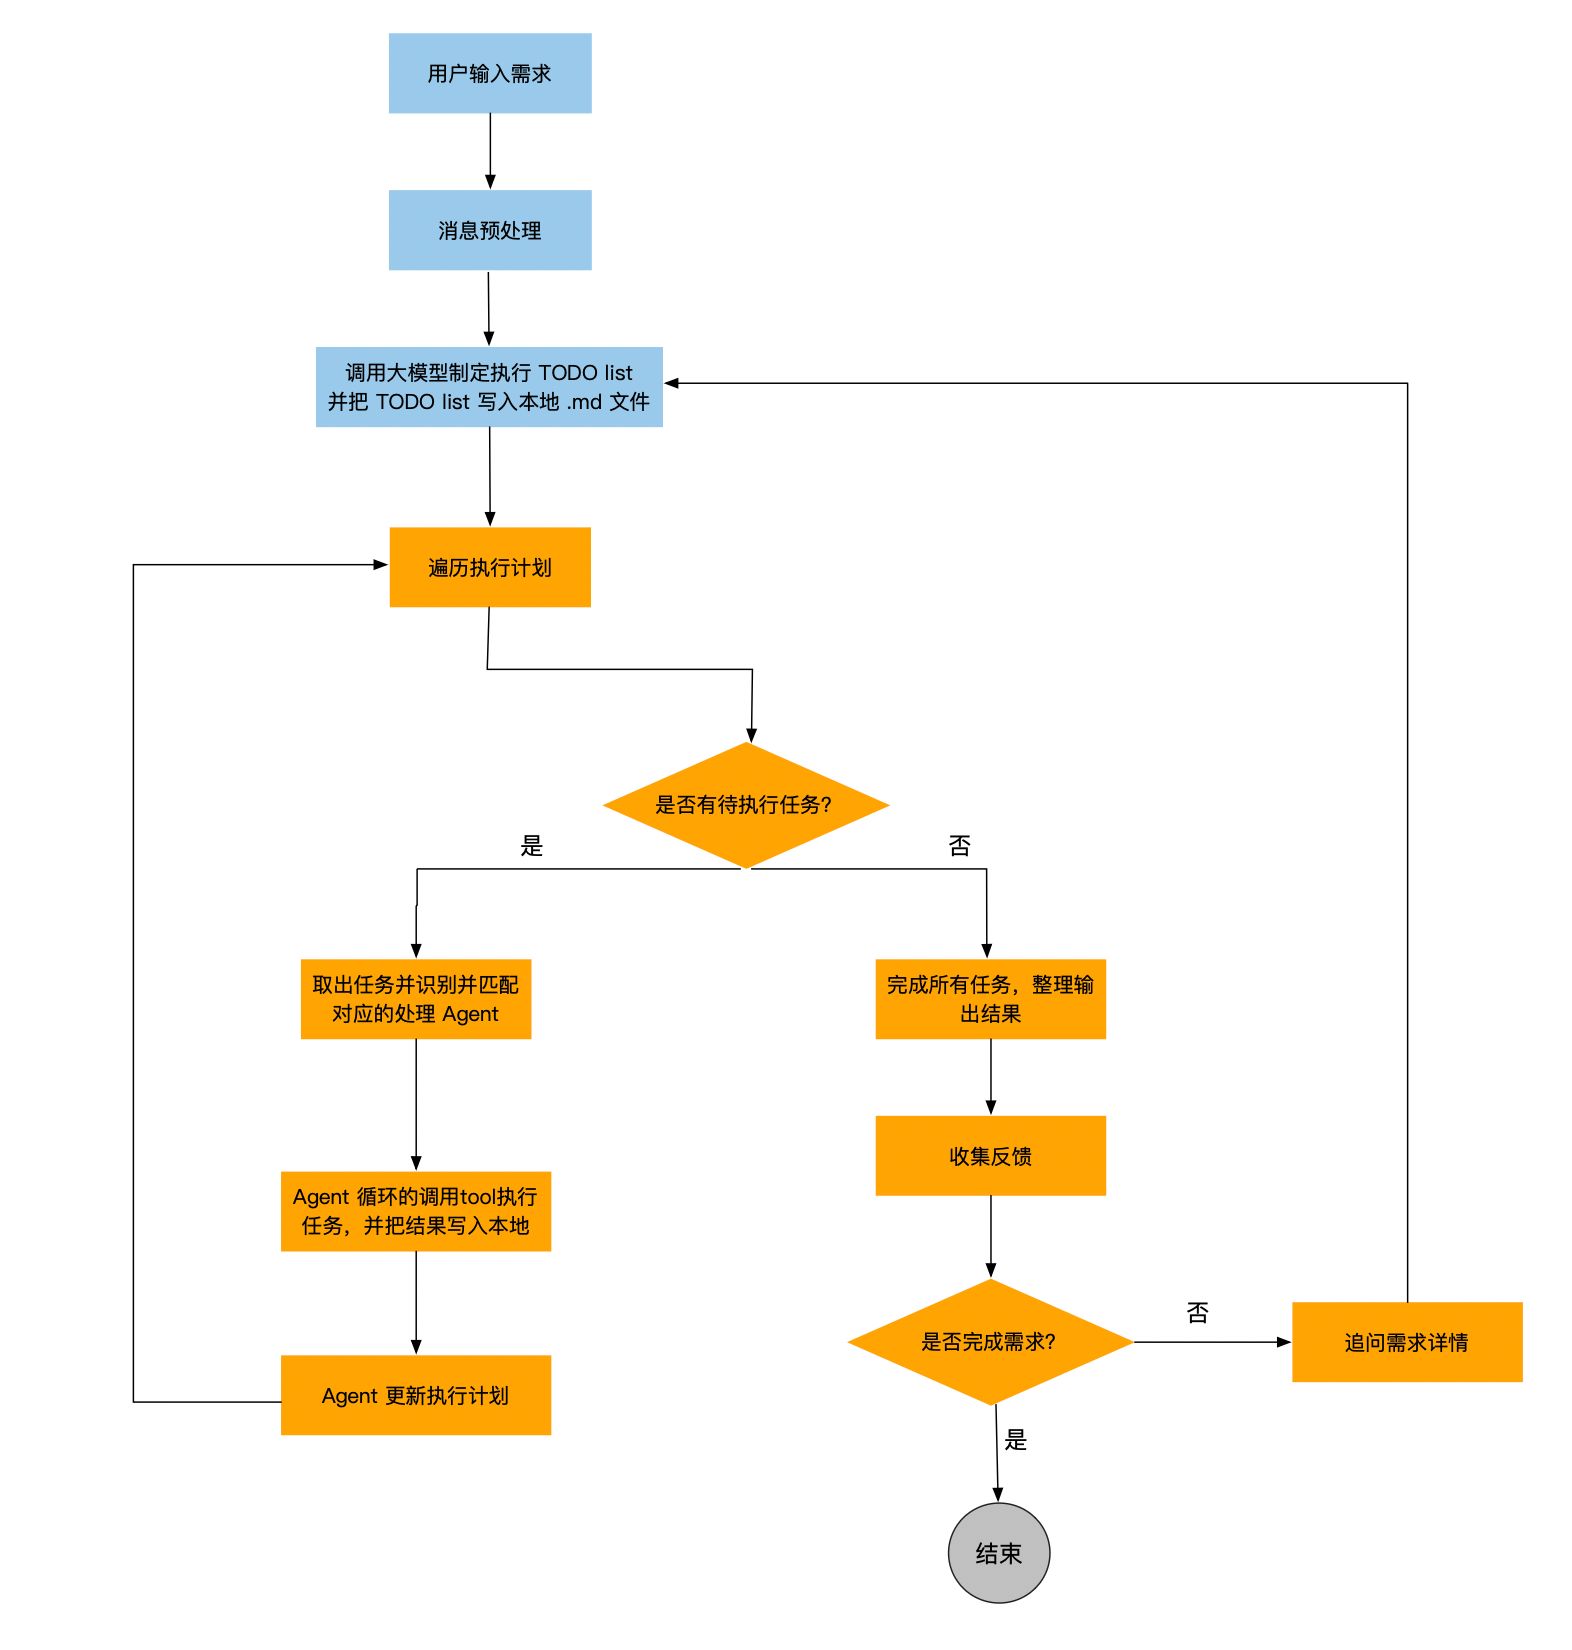 用户输入需求
消息预处理
调用大模型制定执行 TODO list
并把 TODO list 写入本地 .md 文件
遍历执行计划
是否有待执行任务?
是
否
取出任务并识别并匹配
对应的处理 Agent
完成所有任务，整理输
出结果
收集反馈
Agent 循环的调用tool执行
任务，并把结果写入本地
是否完成需求?
否
追问需求详情
Agent 更新执行计划
是
结束